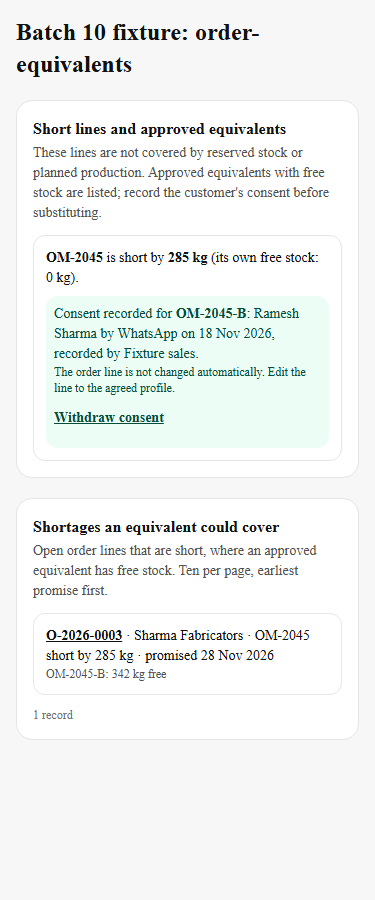 Batch 10 fixture: order-
equivalents
Short lines and approved equivalents
These lines are not covered by reserved stock or
planned production. Approved equivalents with free
stock are listed; record the customer's consent before
substituting.
OM-2045 is short by 285 kg (its own free stock:
0 kg).
Consent recorded for OM-2045-B: Ramesh
Sharma by WhatsApp on 18 Nov 2026,
recorded by Fixture sales.
The order line is not changed automatically. Edit the
line to the agreed profile.
Withdraw consent
Shortages an equivalent could cover
Open order lines that are short, where an approved
equivalent has free stock. Ten per page, earliest
promise first.
O-2026-0003 · Sharma Fabricators · OM-2045
short by 285 kg · promised 28 Nov 2026
OM-2045-B: 342 kg free
1 record